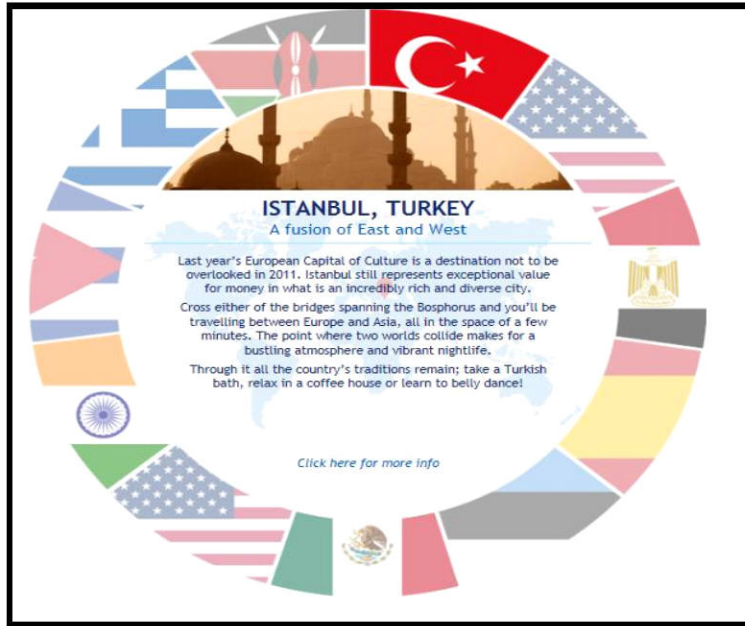 ISTANBUL, TURKEY
A fusion of East and West
Last year's European Capital of Culture is a destination not to be
overlooked in 2011. Istanbul still represents exceptional value
for money in what is an incredibly rich and diverse city.
Cross either of the bridges spanning the Bosphorus and you'll be
travelling between Europe and Asia, all in the space of a few
minutes. The point where two worlds collide makes for a
bustling atmosphere and vibrant nightlife.
Through it all the country's traditions remain; take a Turkish
bath, relax in a coffee house or learn to belly dance!
Click here for more info